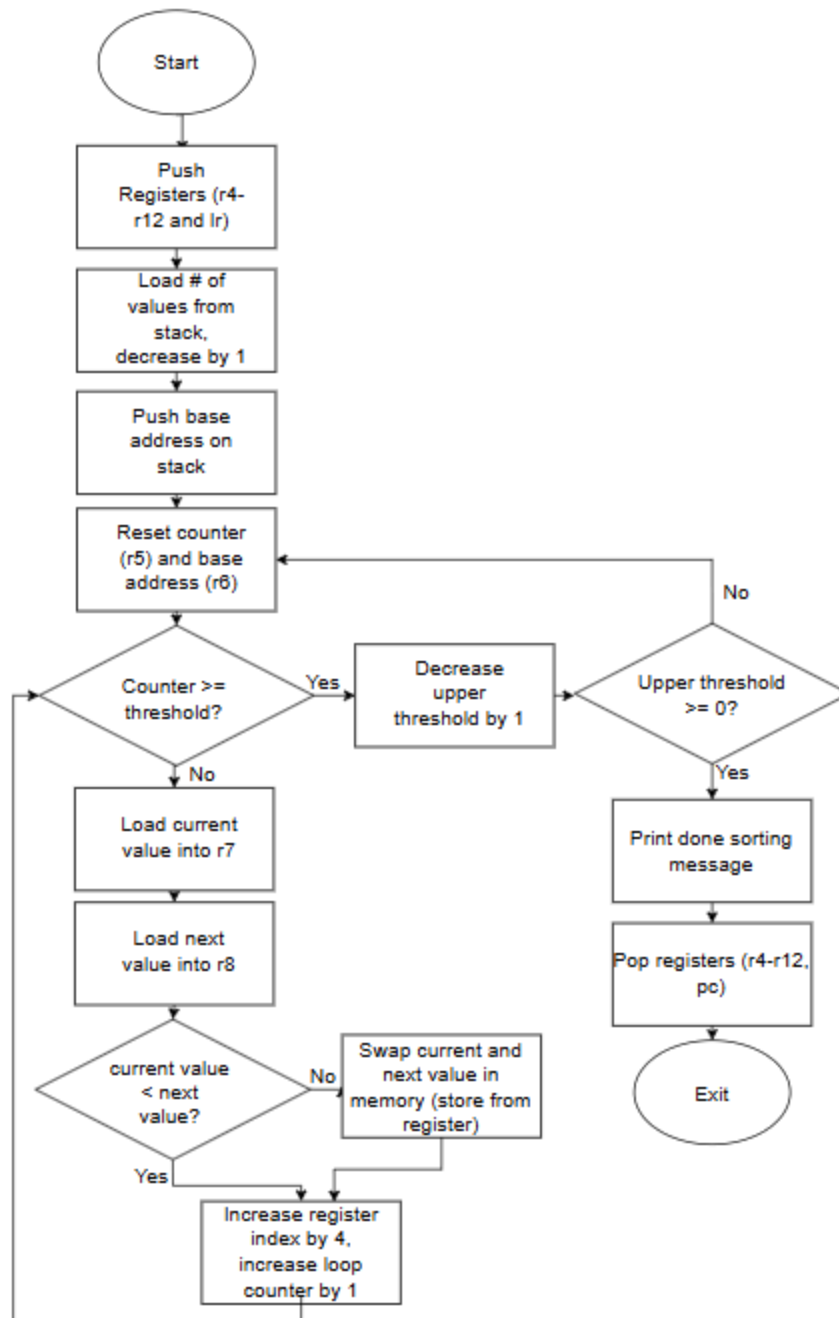 Start
Push
Registers (r4-
r12 and lr)
Load # of
values from
stack,
decrease by 1
Push base
address on
stack
Reset counter
(r5) and base
address (r6)
No
Counter >=
threshold?
Yes
Decrease
upper
threshold by 1
Upper threshold
>= 0?
No
Yes
Load current
value into r7
Print done sorting
message
Load next
value into r8
Pop registers (r4-r12,
pc)
current value
< next
value?
No
Swap current and
next value in
memory (store from
register)
Exit
Yes
Increase register
index by 4,
increase loop
counter by 1